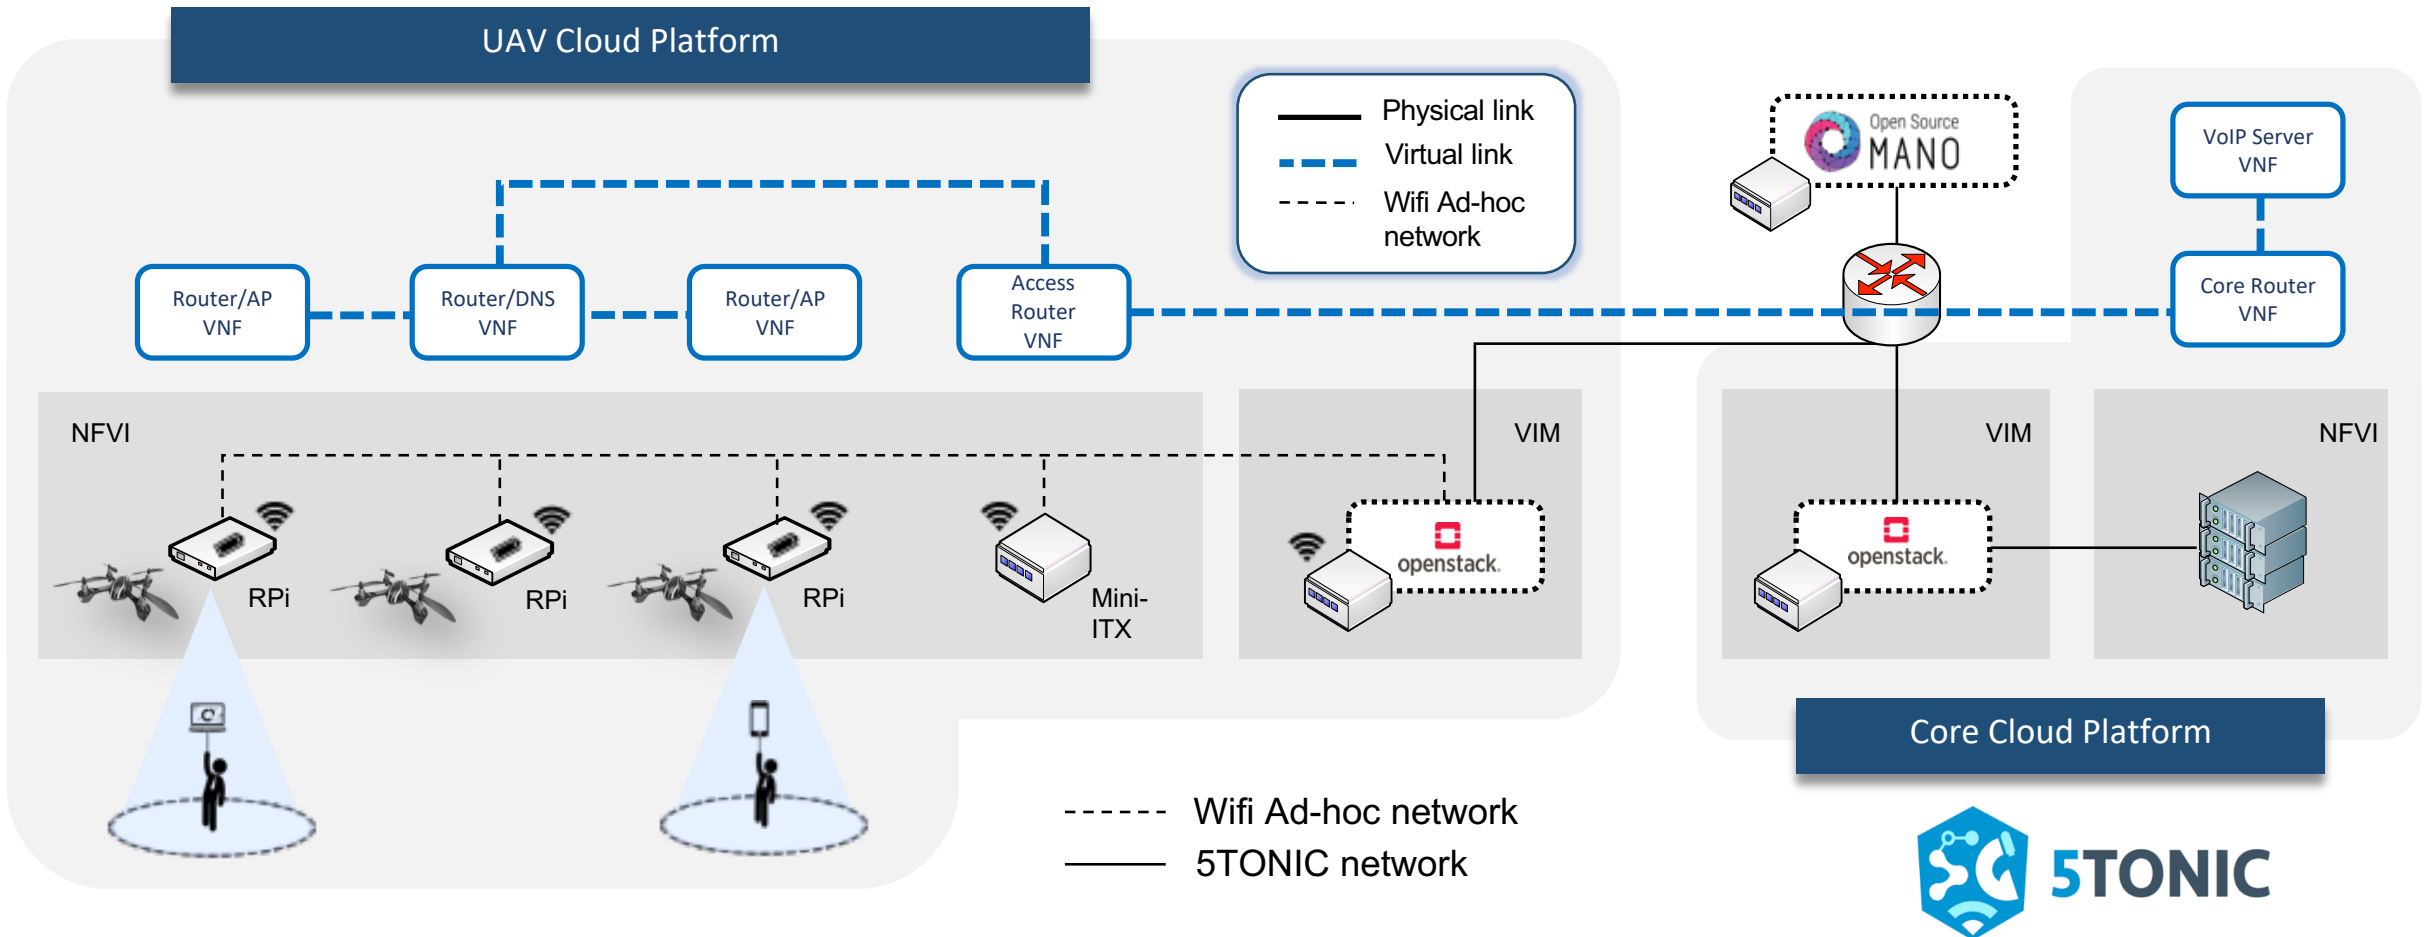 UAV Cloud Platform
Physical link
Virtual link
Wifi Ad-hoc
network
Open Source
MANO
VoIP Server
VNF
Router/AP
VNF
Router/DNS
VNF
Router/AP
VNF
Access
Router
VNF
Core Router
VNF
NFVI
VIM
VIM
NFVI
RPi
RPi
RPi
Mini-
ITX
openstack.
openstack.
Core Cloud Platform
Wifi Ad-hoc network
5TONIC network
5TONIC